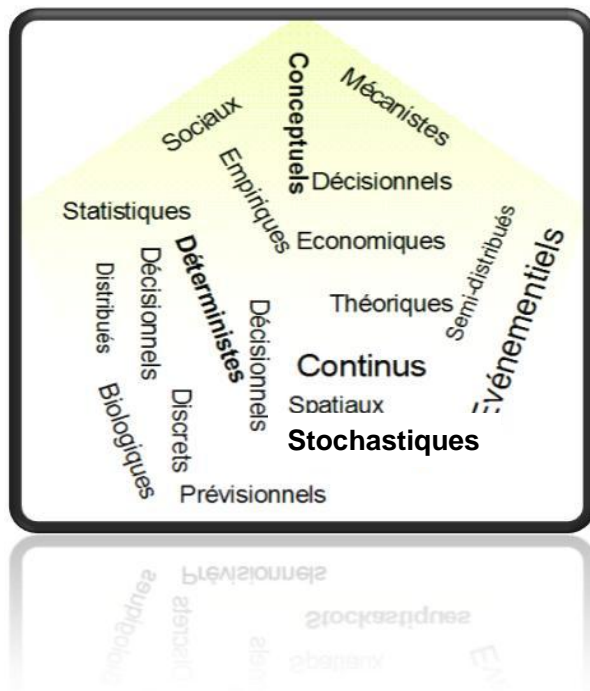 Conceptuels
Mécanistes
Sociaux
Empiriques
Décisionnels
Statistiques
Economiques
Semi-distribués
Evénementiels
Déterministes
Décisionnels
Distribués
Théoriques
Décisionnels
Continus
Biologiques
Discrets
Spatiaux
Stochastiques
Prévisionnels